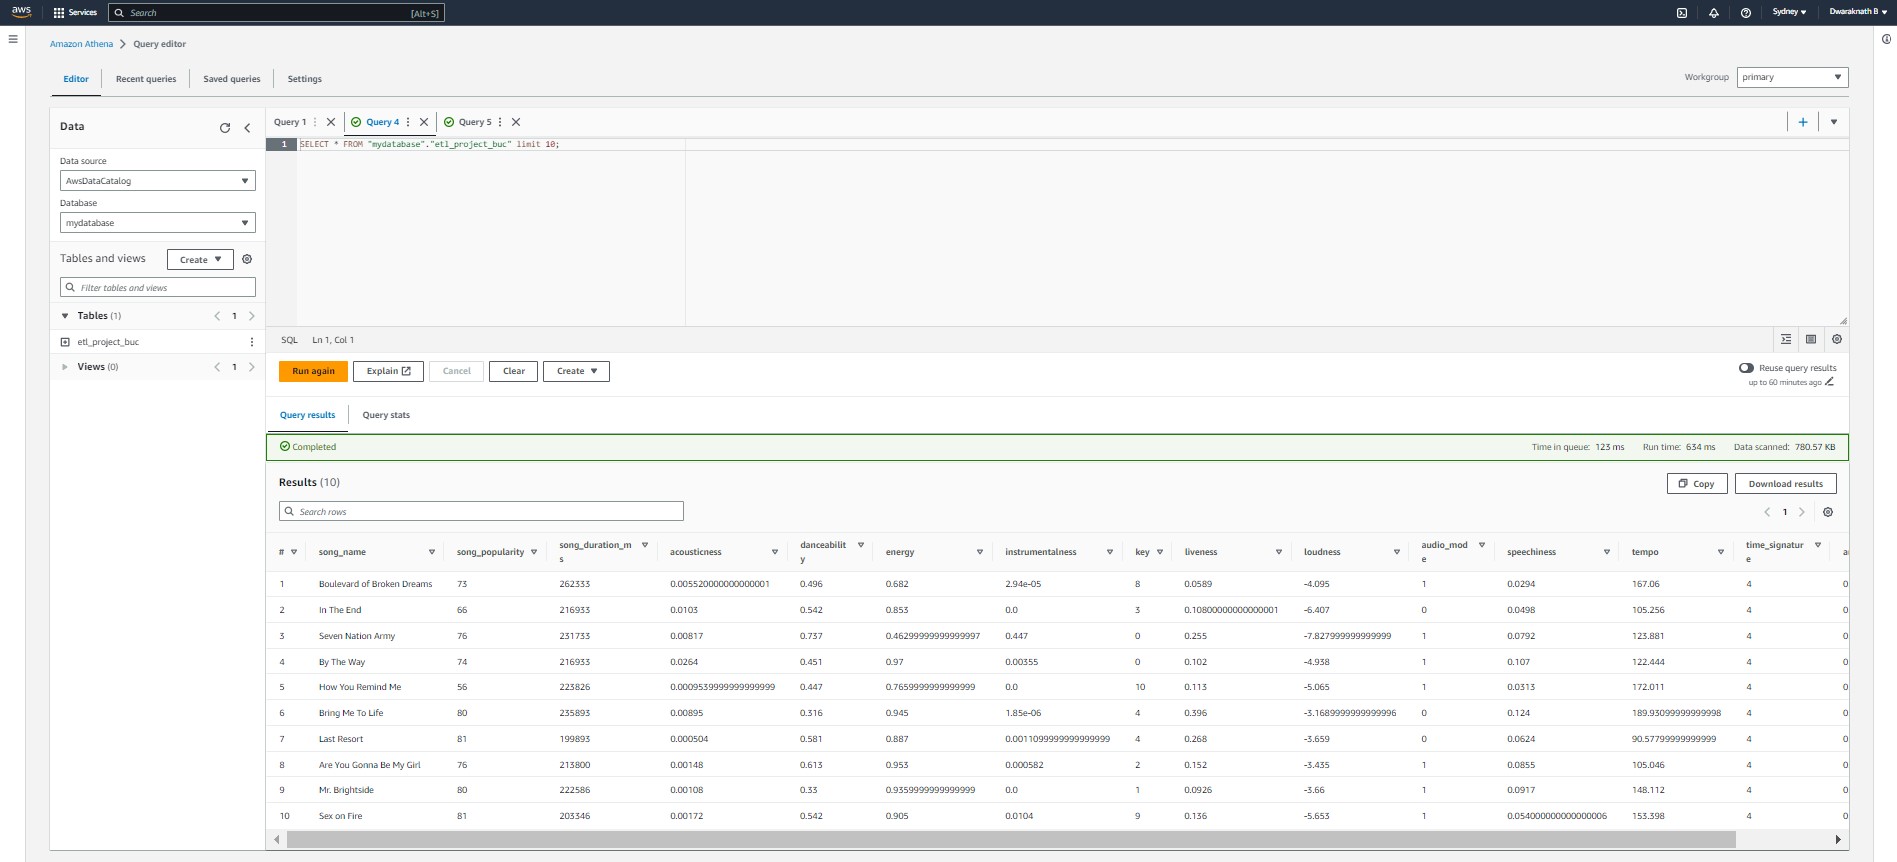 aws Services Search [Alt+S] Sydney Dwaraknath B
Amazon Athena Query editor
Editor Recent queries Saved queries Settings Workgroup primary
Data
Data source
AwsDataCatalog
Database
mydatabase
Tables and views Create
Filter tables and views
Tables (1) 1
etl_project_buc
Views (0) 1
Query 1 Query 4 Query 5
1 SELECT * FROM "mydatabase"."etl_project_buc" limit 10;
SQL Ln 1, Col 1
Run again Explain Cancel Clear Create Reuse query results
up to 60 minutes ago
Query results Query stats
Completed Time in queue: 123 ms Run time: 634 ms Data scanned: 780.57 KB
Results (10) Copy Download results
Search rows 1
# song_name song_popularity song_duration_ms acousticness danceability energy instrumentalness key liveness loudness audio_mode speechiness tempo time_signature
1 Boulevard of Broken Dreams 73 262333 0.005520000000000001 0.496 0.682 2.94e-05 8 0.0589 -4.095 1 0.0294 167.06 4 0
2 In The End 66 216933 0.0103 0.542 0.853 0.0 3 0.10800000000000001 -6.407 0 0.0498 105.256 4 0
3 Seven Nation Army 76 231733 0.00817 0.737 0.46299999999999997 0.447 0 0.255 -7.827999999999999 1 0.0792 123.881 4 0
4 By The Way 74 216933 0.0264 0.451 0.97 0.00355 0 0.102 -4.938 1 0.107 122.444 4 0
5 How You Remind Me 56 223826 0.0009539999999999999 0.447 0.7659999999999999 0.0 10 0.113 -5.065 1 0.0313 172.011 4 0
6 Bring Me To Life 80 235893 0.00895 0.316 0.945 1.85e-06 4 0.396 -3.1689999999999996 0 0.124 189.93099999999998 4 0
7 Last Resort 81 199893 0.000504 0.581 0.887 0.0011099999999999999 4 0.268 -3.659 0 0.0624 90.57799999999999 4 0
8 Are You Gonna Be My Girl 76 213800 0.00148 0.613 0.953 0.000582 2 0.152 -3.435 1 0.0855 105.046 4 0
9 Mr. Brightside 80 222586 0.00108 0.33 0.9359999999999999 0.0 1 0.0926 -3.66 1 0.0917 148.112 4 0
10 Sex on Fire 81 203346 0.00172 0.542 0.905 0.0104 9 0.136 -5.653 1 0.054000000000000006 153.398 4 0